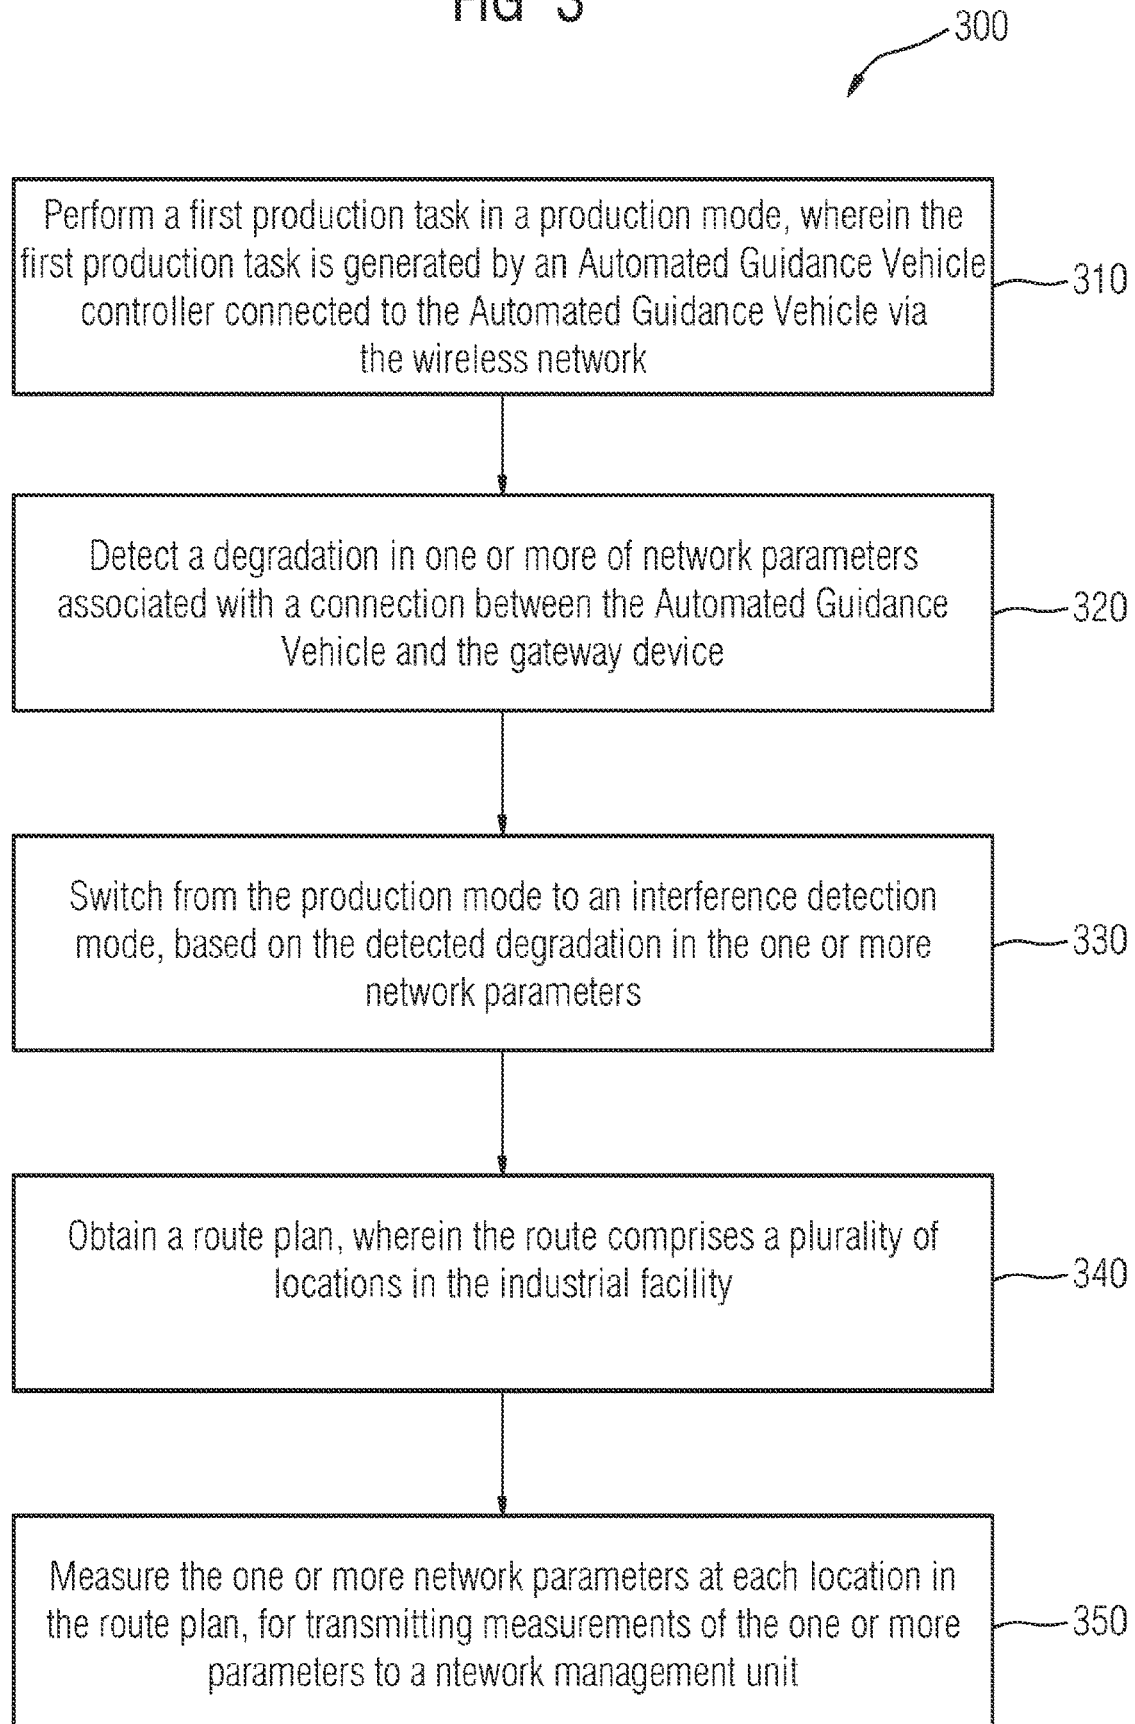 FIG 3
300
Perform a first production task in a production mode, wherein the
first production task is generated by an Automated Guidance Vehicle
controller connected to the Automated Guidance Vehicle via
the wireless network
310
Detect a degradation in one or more of network parameters
associated with a connection between the Automated Guidance
Vehicle and the gateway device
320
Switch from the production mode to an interference detection
mode, based on the detected degradation in the one or more
network parameters
330
Obtain a route plan, wherein the route comprises a plurality of
locations in the industrial facility
340
Measure the one or more network parameters at each location in
the route plan, for transmitting measurements of the one or more
parameters to a ntework management unit
350